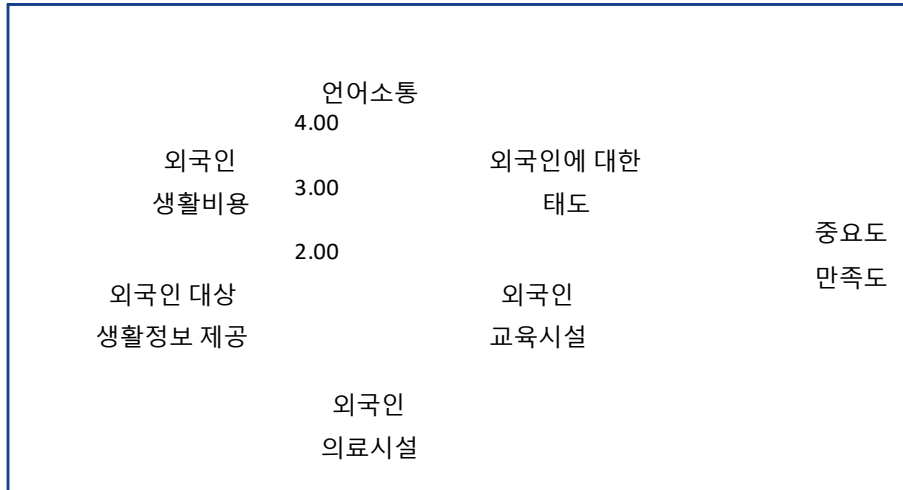 언어소통
4.00
외국인
생활비용
3.00
외국인에 대한
태도
2.00
중요도
만족도
외국인 대상
생활정보 제공
외국인
교육시설
외국인
의료시설